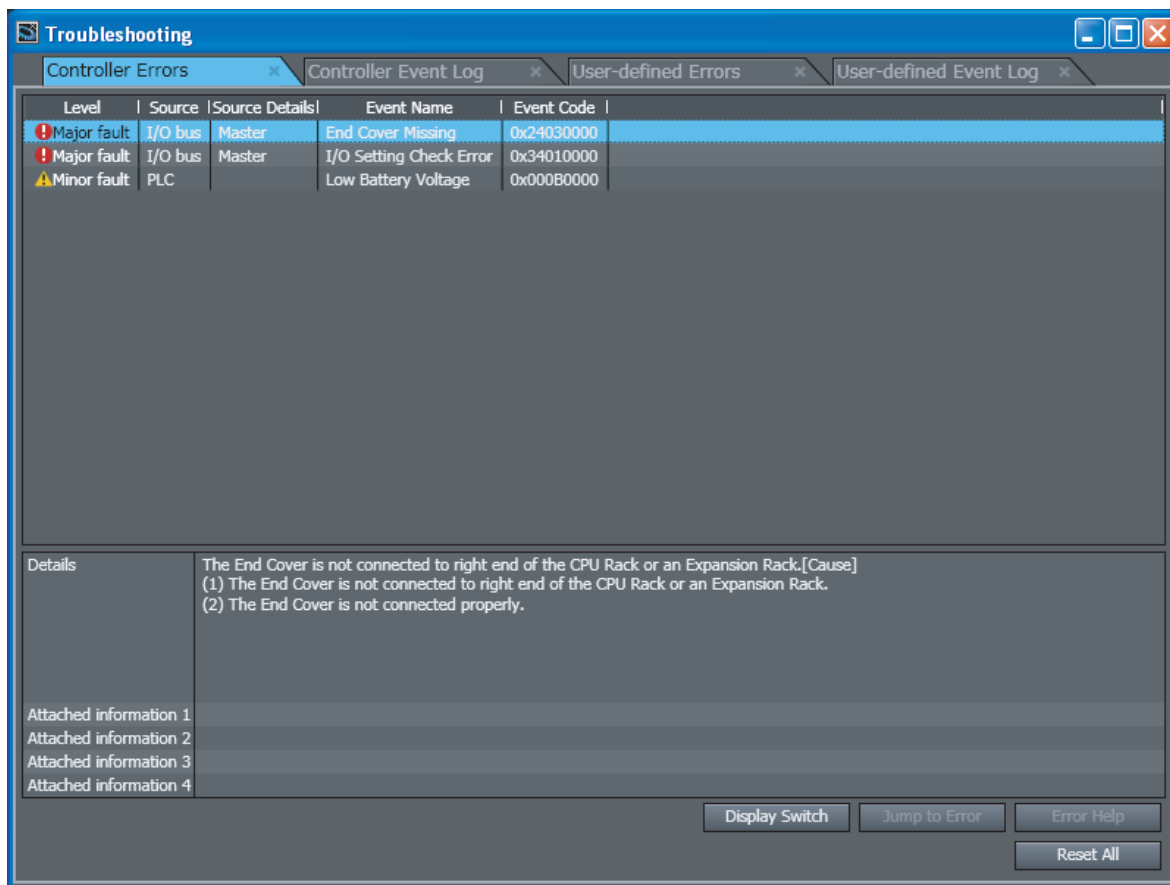 Troubleshooting
Controller Errors Controller Event Log User-defined Errors User-defined Event Log
Level Source Source Details Event Name Event Code
Major fault I/O bus Master End Cover Missing 0x24030000
Major fault I/O bus Master I/O Setting Check Error 0x34010000
Minor fault PLC Low Battery Voltage 0x000B0000
Details The End Cover is not connected to right end of the CPU Rack or an Expansion Rack.[Cause]
(1) The End Cover is not connected to right end of the CPU Rack or an Expansion Rack.
(2) The End Cover is not connected properly.
Attached information 1
Attached information 2
Attached information 3
Attached information 4
Display Switch Jump to Error Error Help
Reset All